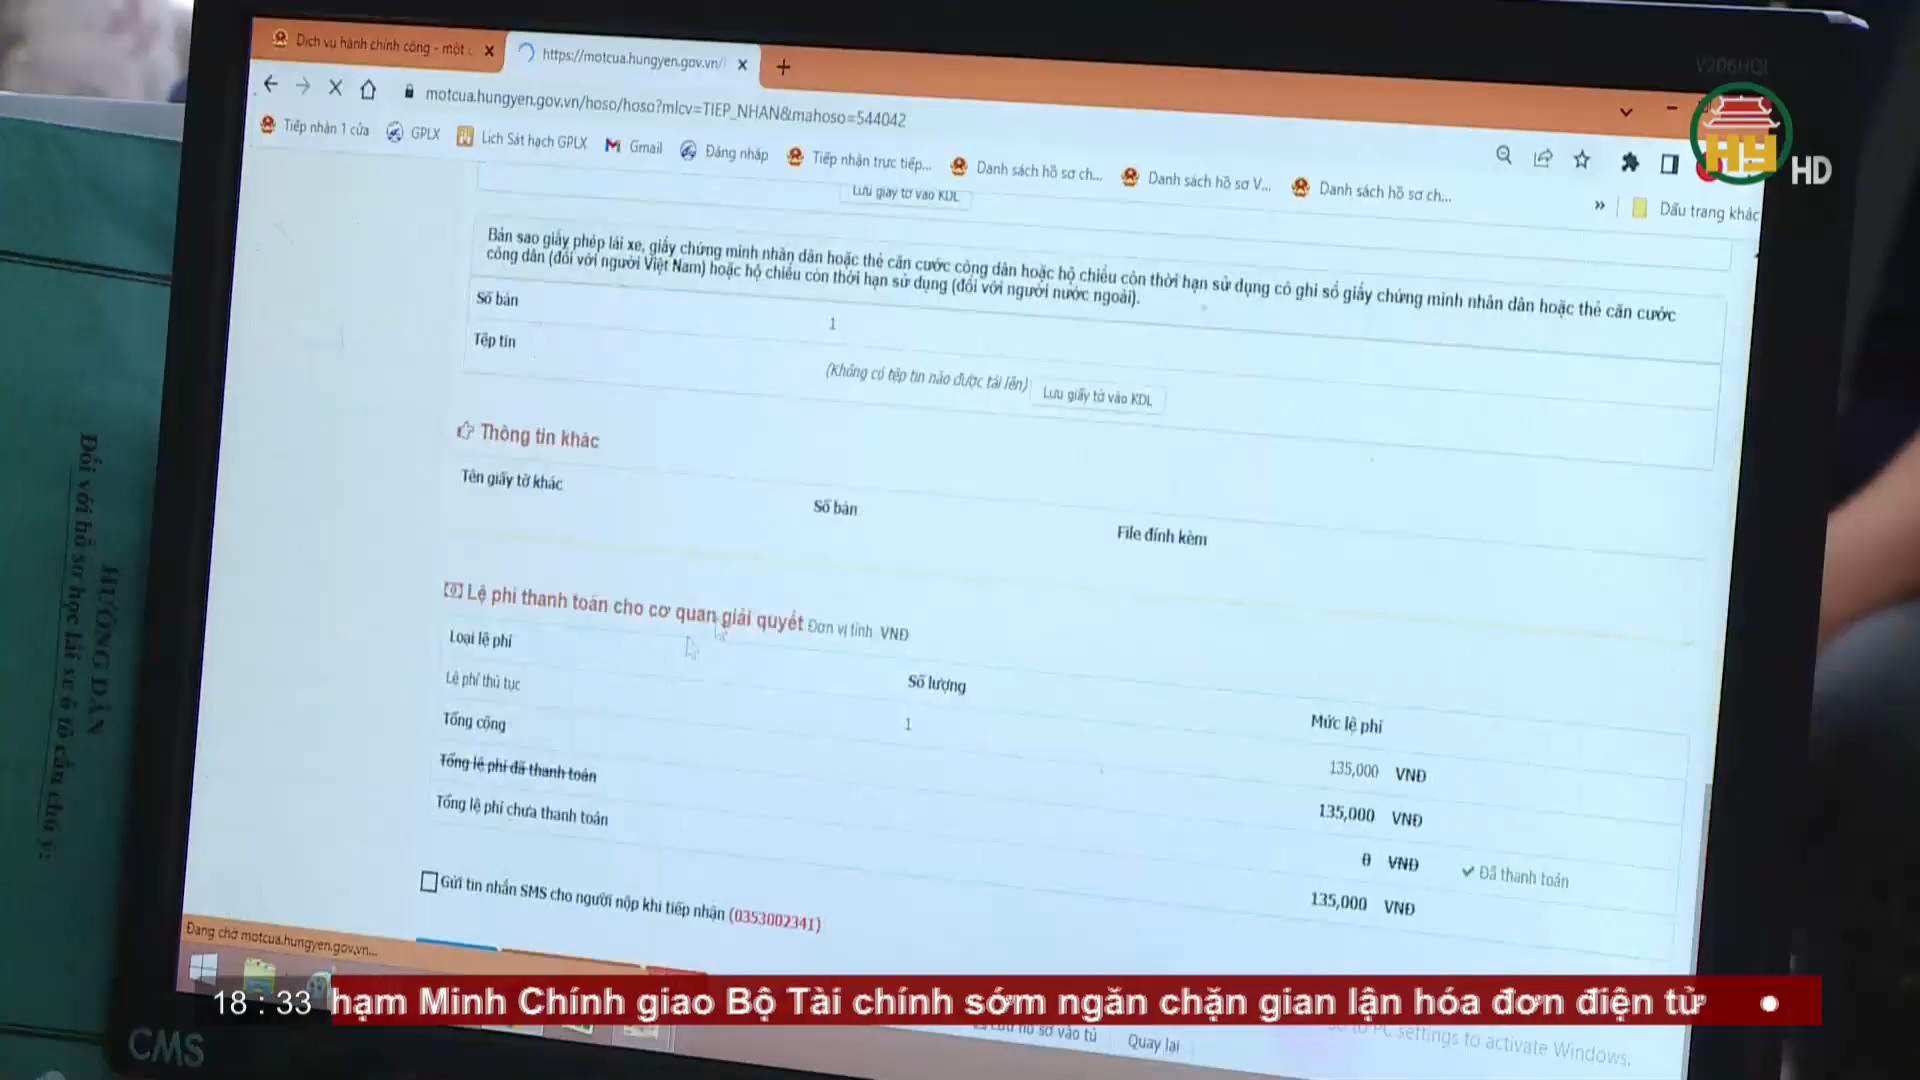 V206HQL
Dịch vụ hành chính công - một c
https://motcua.hungyen.gov.vn/
motcua.hungyen.gov.vn/hoso/hoso?mlcv=TIEP_NHAN&mahoso=544042
HY HD
Tiếp nhận 1 cửa GPLX Lịch Sát hạch GPLX Gmail Đăng nhập Tiếp nhận trực tiếp... Danh sách hồ sơ ch... Danh sách hồ sơ V... Danh sách hồ sơ ch... » Dấu trang khác
Lưu giấy tờ vào KDL
Bản sao giấy phép lái xe, giấy chứng minh nhân dân hoặc thẻ căn cước công dân hoặc hộ chiếu còn thời hạn sử dụng có ghi số giấy chứng minh nhân dân hoặc thẻ căn cước
công dân (đối với người Việt Nam) hoặc hộ chiếu còn thời hạn sử dụng (đối với người nước ngoài).
Số bản 1
Tệp tin (Không có tệp tin nào được tải lên) Lưu giấy tờ vào KDL
Thông tin khác
Tên giấy tờ khác Số bản File đính kèm
Lệ phí thanh toán cho cơ quan giải quyết Đơn vị tính VNĐ
Loại lệ phí Số lượng Mức lệ phí
Lệ phí thủ tục 1 135,000 VNĐ
Tổng cộng 135,000 VNĐ
Tổng lệ phí đã thanh toán 0 VNĐ Đã thanh toán
Tổng lệ phí chưa thanh toán 135,000 VNĐ
Gửi tin nhắn SMS cho người nộp khi tiếp nhận (0353002341)
Đang chờ motcua.hungyen.gov.vn...
18 : 33 hạm Minh Chính giao Bộ Tài chính sớm ngăn chặn gian lận hóa đơn điện tử
Lưu hồ sơ vào tủ Quay lại
PC settings to activate Windows.
CMS
HƯỚNG DẪN
Đối với hồ sơ học lái xe ô tô cần chú ý: